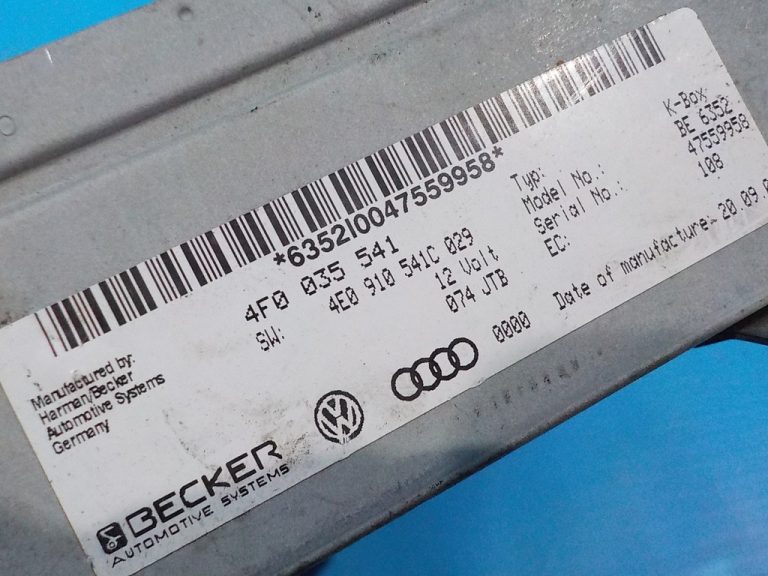 *6352I0047559958*
4F0 035 541
SW: 4E0 910 541C 029
12 Volt
074 JTB
Typ: K-Box
Model No.: BE 6352
Serial No.: 47559958
EC: 108
0000 Date of manufacture: 20.09.0
Manufactured by:
Harman/Becker
Automotive Systems
Germany
BECKER
AUTOMOTIVE SYSTEMS